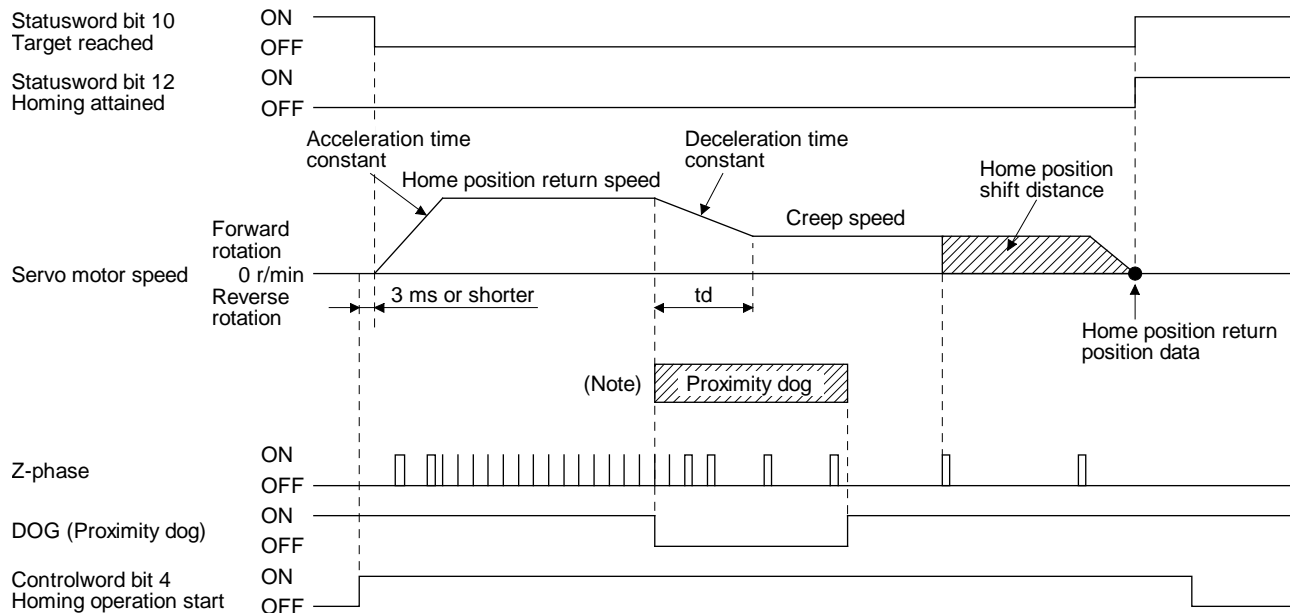 Statusword bit 10
Target reached
ON
OFF
Statusword bit 12
Homing attained
ON
OFF
Acceleration time
constant
Deceleration time
constant
Home position
shift distance
Home position return speed
Creep speed
Forward
rotation
Servo motor speed
0 r/min
Reverse
rotation
3 ms or shorter
td
Home position return
position data
(Note)
Proximity dog
Z-phase
ON
OFF
DOG (Proximity dog)
ON
OFF
Controlword bit 4
Homing operation start
ON
OFF